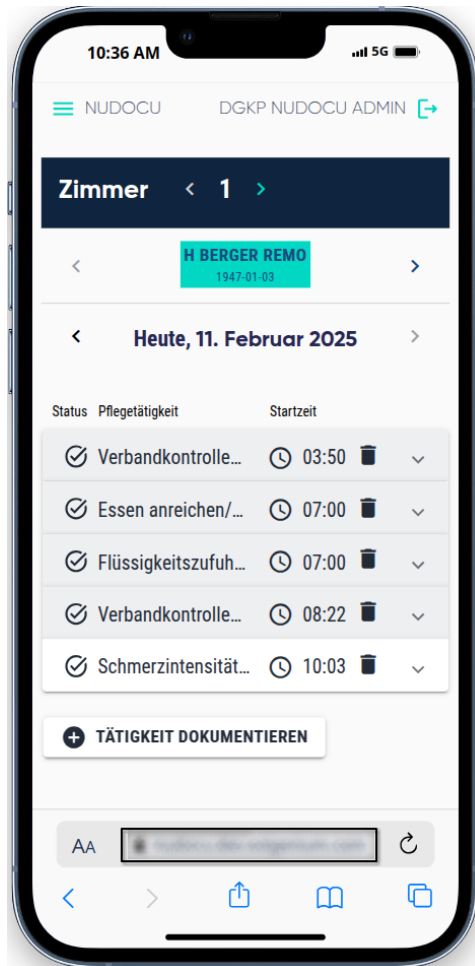 10:36 AM 5G
NUDOCU DGKP NUDOCU ADMIN
Zimmer < 1 >
H BERGER REMO
1947-01-03
Heute, 11. Februar 2025
Status Pflegetätigkeit Startzeit
Verbandkontrolle... 03:50
Essen anreichen/... 07:00
Flüssigkeitszufuh... 07:00
Verbandkontrolle... 08:22
Schmerzintensität... 10:03
TÄTIGKEIT DOKUMENTIEREN
AA